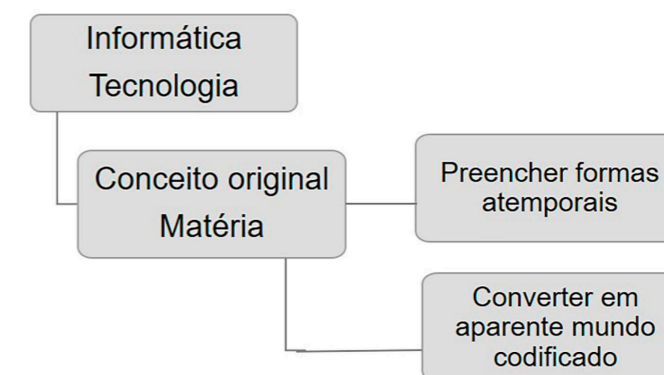 Informática
Tecnologia
Conceito original
Matéria
Preencher formas
atemporais
Converter em
aparente mundo
codificado